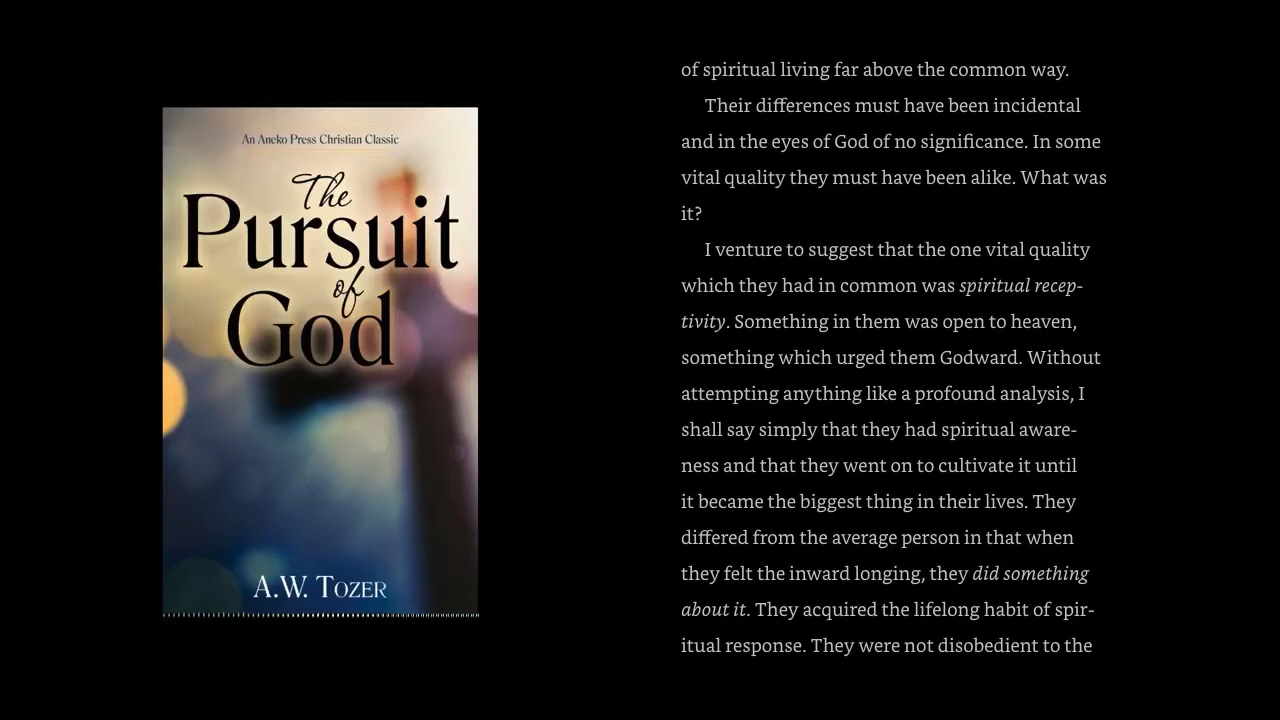 An Aneko Press Christian Classic
The
Pursuit
of
God
A.W. Tozer
of spiritual living far above the common way.
Their differences must have been incidental
and in the eyes of God of no significance. In some
vital quality they must have been alike. What was
it?
I venture to suggest that the one vital quality
which they had in common was spiritual recep-
tivity. Something in them was open to heaven,
something which urged them Godward. Without
attempting anything like a profound analysis, I
shall say simply that they had spiritual aware-
ness and that they went on to cultivate it until
it became the biggest thing in their lives. They
differed from the average person in that when
they felt the inward longing, they did something
about it. They acquired the lifelong habit of spir-
itual response. They were not disobedient to the